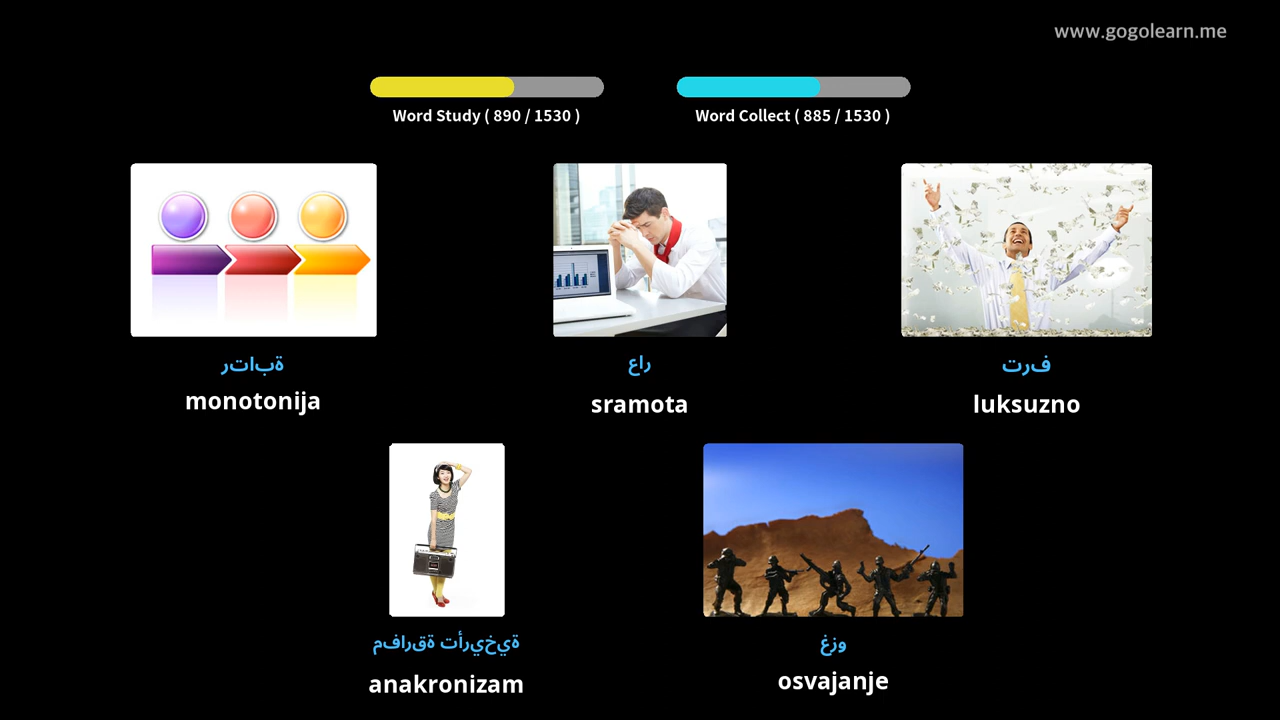 www.gogolearn.me
Word Study ( 890 / 1530 )
Word Collect ( 885 / 1530 )
رتابة
monotonija
عار
sramota
ترف
luksuzno
مفارقة تأريخية
anakronizam
غزو
osvajanje